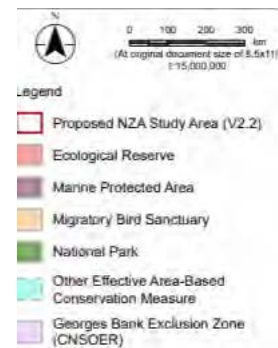 N
0 100 200 300
km
(At original document size of 8.5x11)
1:15,000,000
Legend
Proposed NZA Study Area (V2.2)
Ecological Reserve
Marine Protected Area
Migratory Bird Sanctuary
National Park
Other Effective Area-Based
Conservation Measure
Georges Bank Exclusion Zone
(CNSOER)